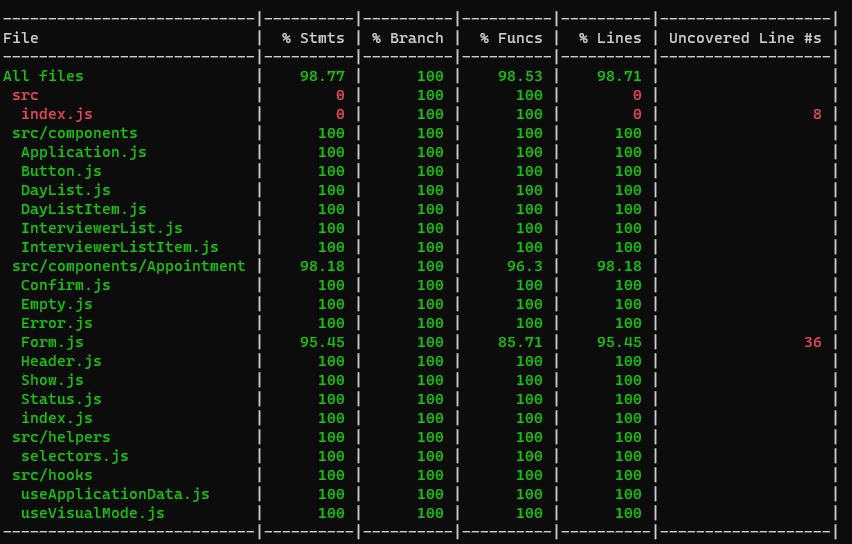 ---------------------------|----------|----------|----------|----------|-------------------|
File                       |  % Stmts | % Branch |  % Funcs |  % Lines | Uncovered Line #s |
---------------------------|----------|----------|----------|----------|-------------------|
All files                  |    98.77 |      100 |    98.53 |    98.71 |                   |
 src                       |        0 |      100 |      100 |        0 |                   |
  index.js                 |        0 |      100 |      100 |        0 |                 8 |
 src/components            |      100 |      100 |      100 |      100 |                   |
  Application.js           |      100 |      100 |      100 |      100 |                   |
  Button.js                |      100 |      100 |      100 |      100 |                   |
  DayList.js               |      100 |      100 |      100 |      100 |                   |
  DayListItem.js           |      100 |      100 |      100 |      100 |                   |
  InterviewerList.js       |      100 |      100 |      100 |      100 |                   |
  InterviewerListItem.js   |      100 |      100 |      100 |      100 |                   |
 src/components/Appointment |    98.18 |      100 |     96.3 |    98.18 |                   |
  Confirm.js               |      100 |      100 |      100 |      100 |                   |
  Empty.js                 |      100 |      100 |      100 |      100 |                   |
  Error.js                 |      100 |      100 |      100 |      100 |                   |
  Form.js                  |    95.45 |      100 |    85.71 |    95.45 |                36 |
  Header.js                |      100 |      100 |      100 |      100 |                   |
  Show.js                  |      100 |      100 |      100 |      100 |                   |
  Status.js                |      100 |      100 |      100 |      100 |                   |
  index.js                 |      100 |      100 |      100 |      100 |                   |
 src/helpers               |      100 |      100 |      100 |      100 |                   |
  selectors.js             |      100 |      100 |      100 |      100 |                   |
 src/hooks                 |      100 |      100 |      100 |      100 |                   |
  useApplicationData.js    |      100 |      100 |      100 |      100 |                   |
  useVisualMode.js         |      100 |      100 |      100 |      100 |                   |
---------------------------|----------|----------|----------|----------|-------------------|